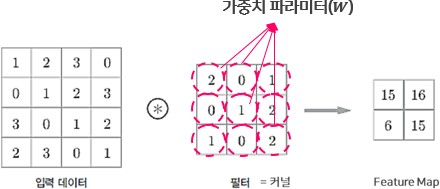 가중치 파라미터(W)
1 2 3 0
0 1 2 3
3 0 1 2
2 3 0 1
⊛
2 0 1
0 1 2
1 0 2
15 16
6 15
입력 데이터
필터 = 커널
Feature Map